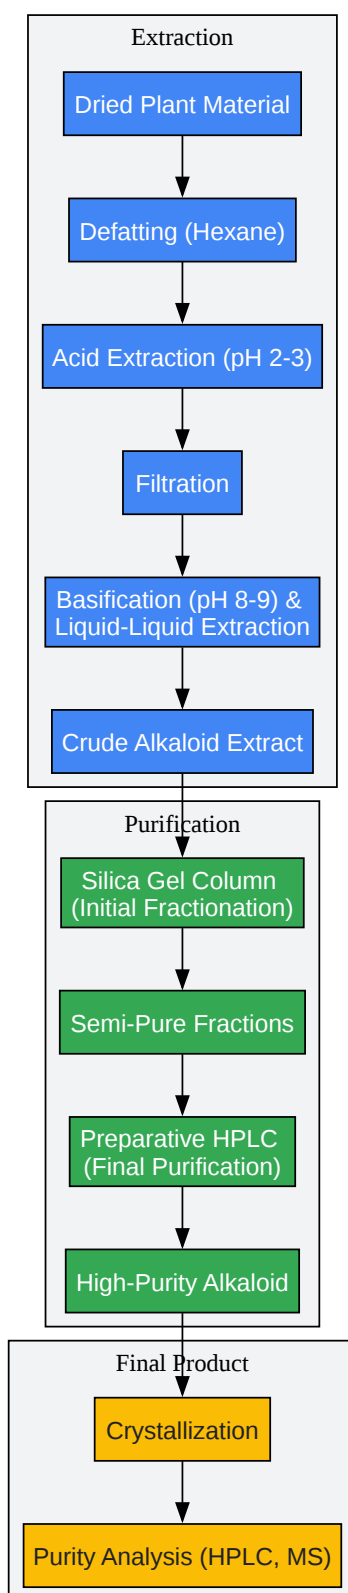 Extraction
Dried Plant Material
Defatting (Hexane)
Acid Extraction (pH 2-3)
Filtration
Basification (pH 8-9) &
Liquid-Liquid Extraction
Crude Alkaloid Extract
Purification
Silica Gel Column
(Initial Fractionation)
Semi-Pure Fractions
Preparative HPLC
(Final Purification)
High-Purity Alkaloid
Final Product
Crystallization
Purity Analysis (HPLC, MS)